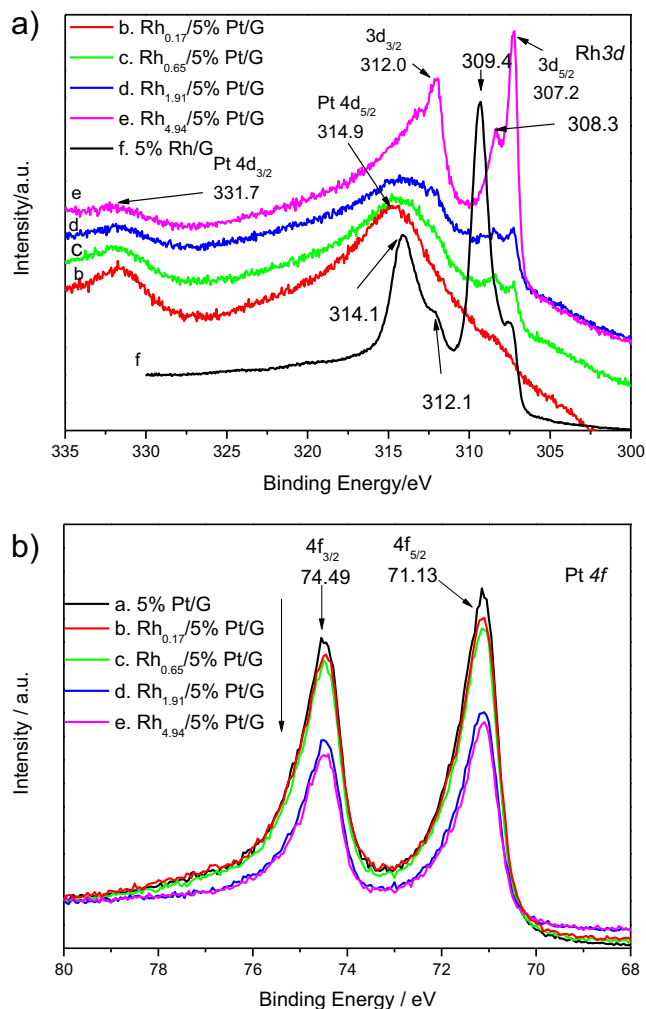 a)
b. Rh0.17/5% Pt/G
c. Rh0.65/5% Pt/G
d. Rh1.91/5% Pt/G
e. Rh4.94/5% Pt/G
f. 5% Rh/G
3d3/2
312.0
309.4
Rh3d
3d5/2
307.2
308.3
Pt 4d5/2
314.9
Pt 4d3/2
331.7
e
d
c
b
f
314.1
312.1
Intensity/a.u.
335 330 325 320 315 310 305 300
Binding Energy/eV
b)
4f3/2
74.49
4f5/2
71.13
Pt 4f
a. 5% Pt/G
b. Rh0.17/5% Pt/G
c. Rh0.65/5% Pt/G
d. Rh1.91/5% Pt/G
e. Rh4.94/5% Pt/G
Intensity / a.u.
80 78 76 74 72 70 68
Binding Energy / eV